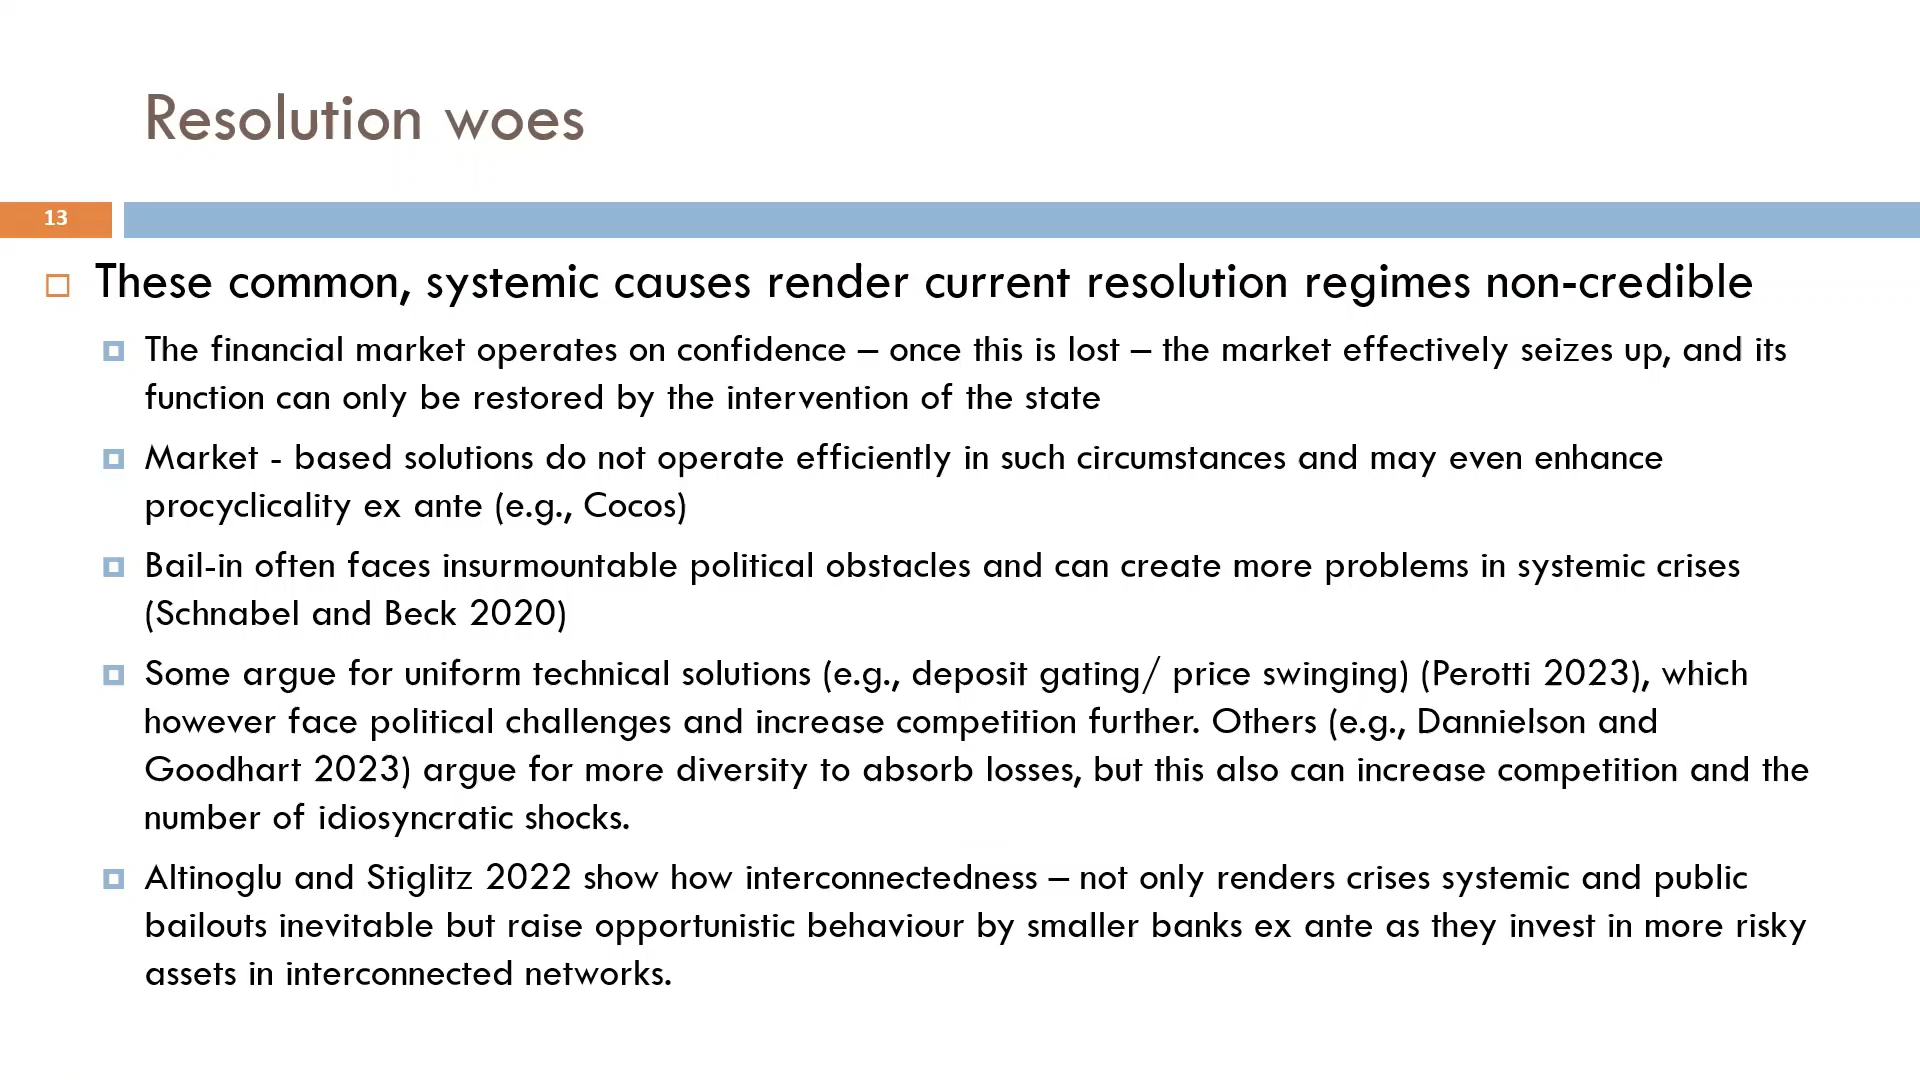 Resolution woes
13
These common, systemic causes render current resolution regimes non-credible
The financial market operates on confidence – once this is lost – the market effectively seizes up, and its
function can only be restored by the intervention of the state
Market - based solutions do not operate efficiently in such circumstances and may even enhance
procyclicality ex ante (e.g., Cocos)
Bail-in often faces insurmountable political obstacles and can create more problems in systemic crises
(Schnabel and Beck 2020)
Some argue for uniform technical solutions (e.g., deposit gating/ price swinging) (Perotti 2023), which
however face political challenges and increase competition further. Others (e.g., Dannielson and
Goodhart 2023) argue for more diversity to absorb losses, but this also can increase competition and the
number of idiosyncratic shocks.
Altinoglu and Stiglitz 2022 show how interconnectedness – not only renders crises systemic and public
bailouts inevitable but raise opportunistic behaviour by smaller banks ex ante as they invest in more risky
assets in interconnected networks.